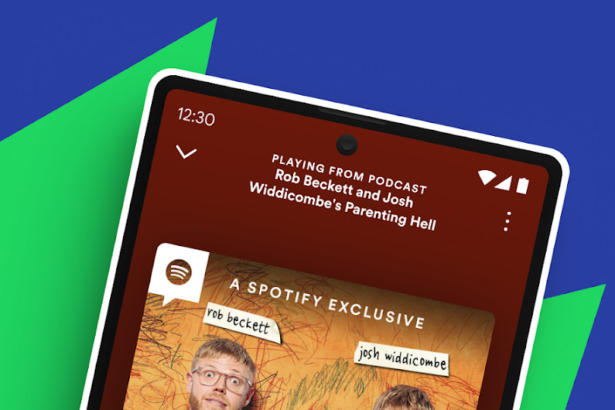 12:30
PLAYING FROM PODCAST
Rob Beckett and Josh
Widdicombe's Parenting Hell
A SPOTIFY EXCLUSIVE
rob beckett
josh widdicombe